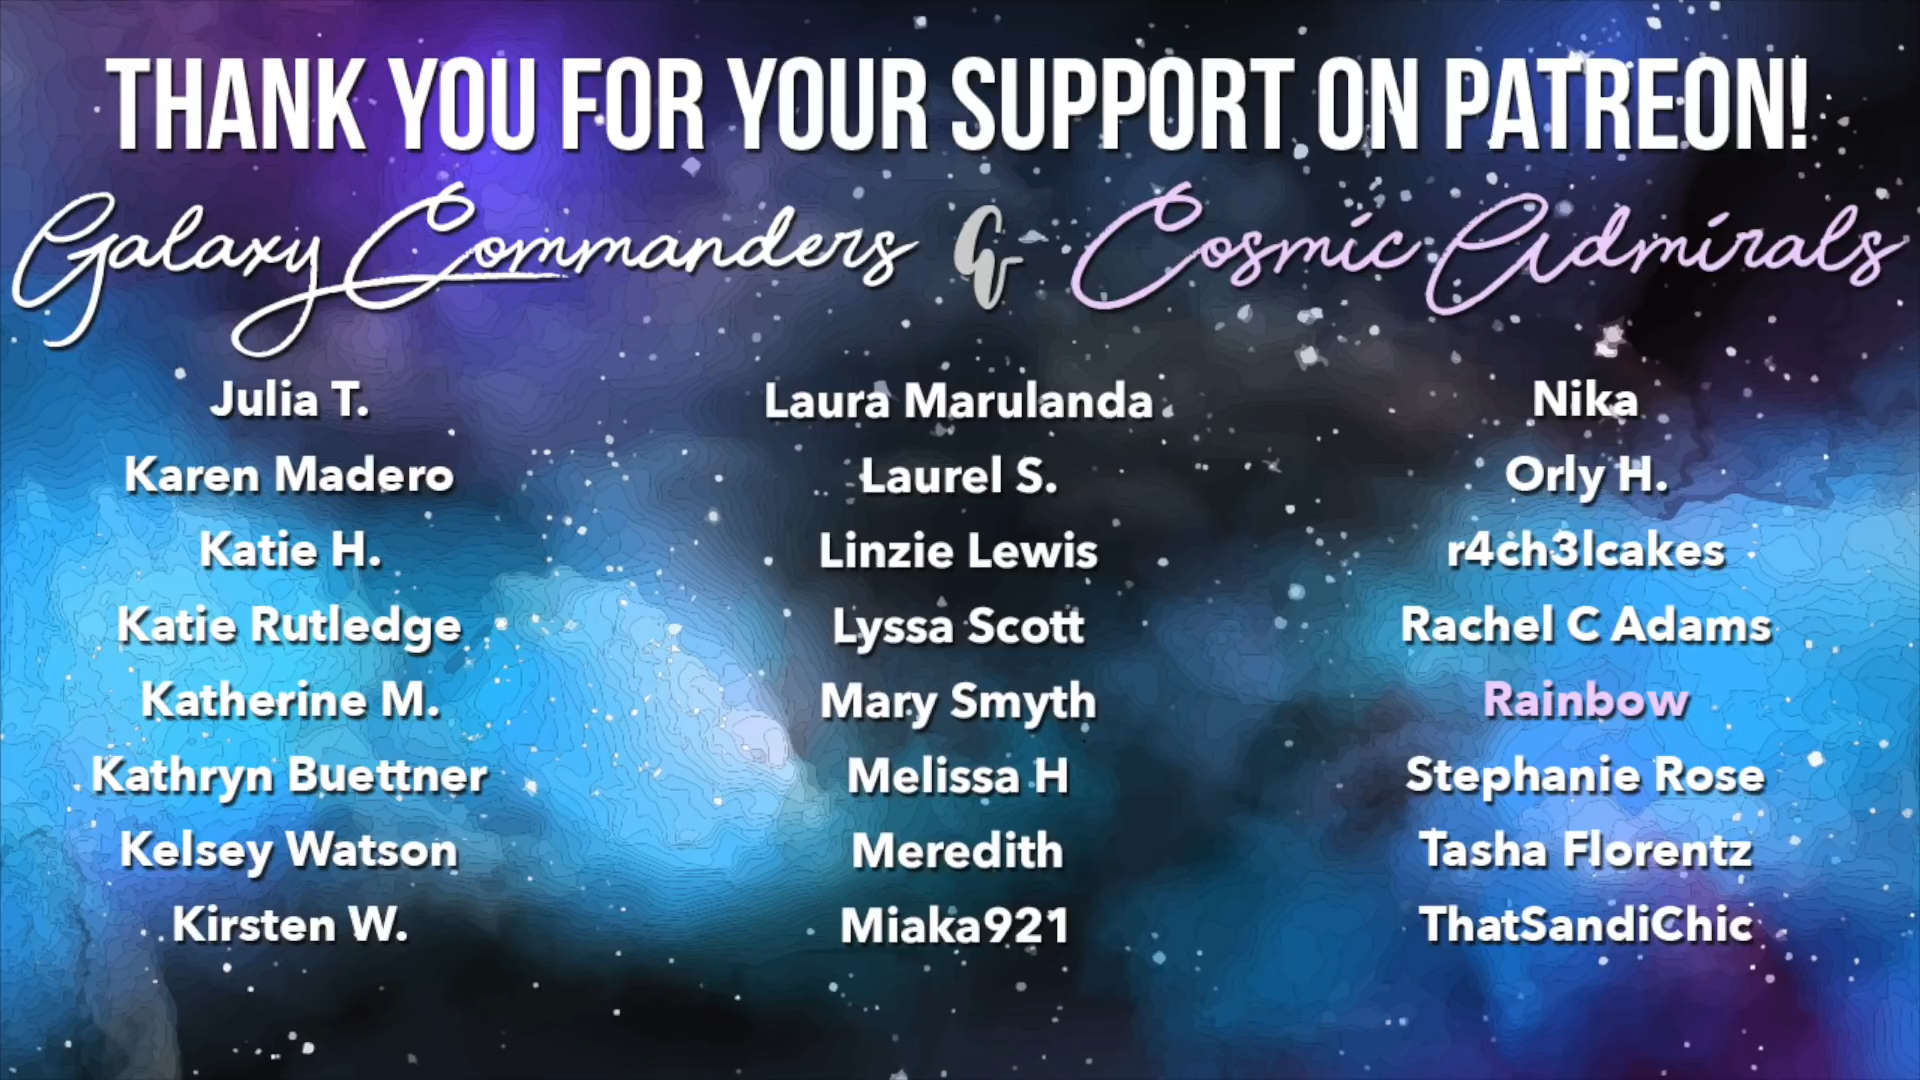 THANK YOU FOR YOUR SUPPORT ON PATREON!
Galaxy Commanders & Cosmic Admirals
Julia T.
Karen Madero
Katie H.
Katie Rutledge
Katherine M.
Kathryn Buettner
Kelsey Watson
Kirsten W.
Laura Marulanda
Laurel S.
Linzie Lewis
Lyssa Scott
Mary Smyth
Melissa H
Meredith
Miaka921
Nika
Orly H.
r4ch3lcakes
Rachel C Adams
Rainbow
Stephanie Rose
Tasha Florentz
ThatSandiChic